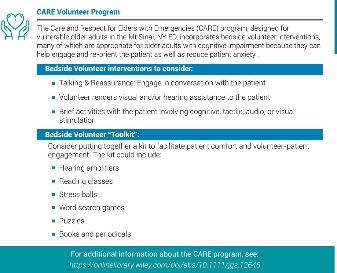 CARE Volunteer Program
The Care and Respect for Elders with Emergencies (CARE) program, designed for
vulnerable older adults in the Mt Sinai, NY ED, incorporates bedside volunteer interventions,
many of which are appropriate for older adults with cognitive impairment because they can
help engage and re-orient the patient as well as reduce patient anxiety .
Bedside Volunteer interventions to consider:
Talking & Reassurance: Engage in conversation with the patient
Volunteer renders visual and/or hearing assistance to the patient
Brief activities with the patient involving cognitive, tactile, audio, or visual
stimulation
Bedside Volunteer "Toolkit":
Consider putting together a kit to facilitate patient comfort and volunteer-patient
engagement. The kit could include:
Hearing amplifiers
Reading glasses
Stress balls
Word search games
Puzzles
Books and periodicals
For additional information about the CARE program, see:
https://onlinelibrary.wiley.com/doi/abs/10.1111/jgs.12646